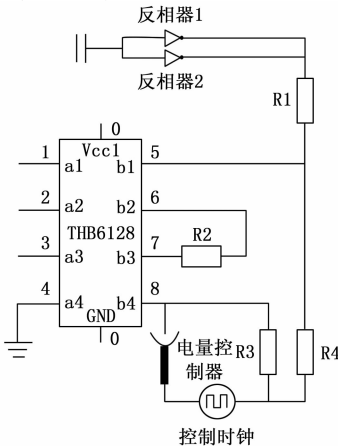 反相器1
反相器2
R1
0
Vcc1
1 a1 b1 5
2 a2 b2 6
THB6128
R2
3 a3 b3 7
4 a4 b4 8
GND
0
电量控
制器
R3
R4
控制时钟